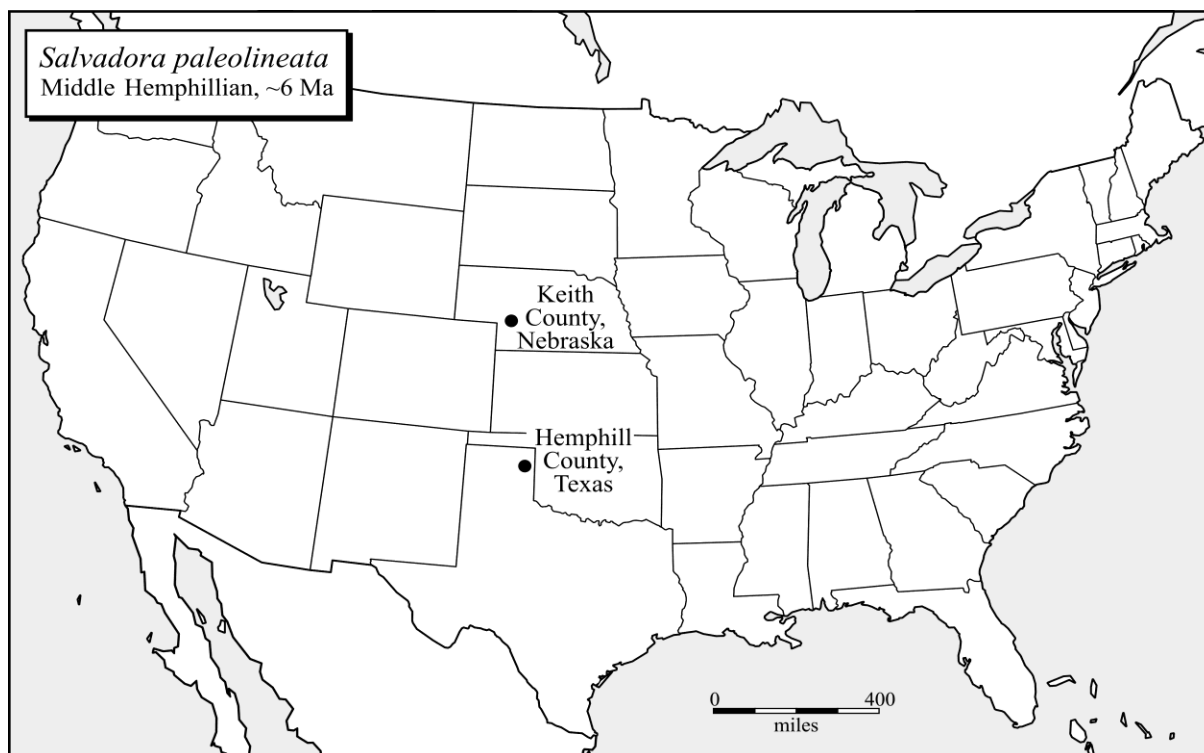 Salvadora paleolineata
Middle Hemphillian, ~6 Ma
Keith
County,
Nebraska
Hemphill
County,
Texas
0 400
miles